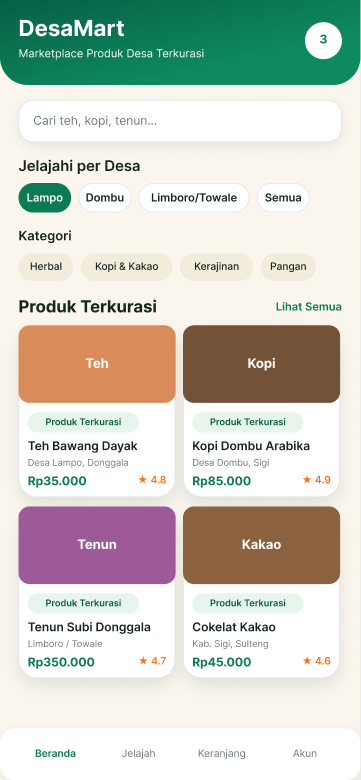 DesaMart
Marketplace Produk Desa Terkurasi
3
Cari teh, kopi, tenun...
Jelajahi per Desa
Lampo Dombu Limboro/Towale Semua
Kategori
Herbal Kopi & Kakao Kerajinan Pangan
Produk Terkurasi Lihat Semua
Teh
Produk Terkurasi
Teh Bawang Dayak
Desa Lampo, Donggala
Rp35.000 ★ 4.8
Kopi
Produk Terkurasi
Kopi Dombu Arabika
Desa Dombu, Sigi
Rp85.000 ★ 4.9
Tenun
Produk Terkurasi
Tenun Subi Donggala
Limboro / Towale
Rp350.000 ★ 4.7
Kakao
Produk Terkurasi
Cokelat Kakao
Kab. Sigi, Sulteng
Rp45.000 ★ 4.6
Beranda Jelajah Keranjang Akun